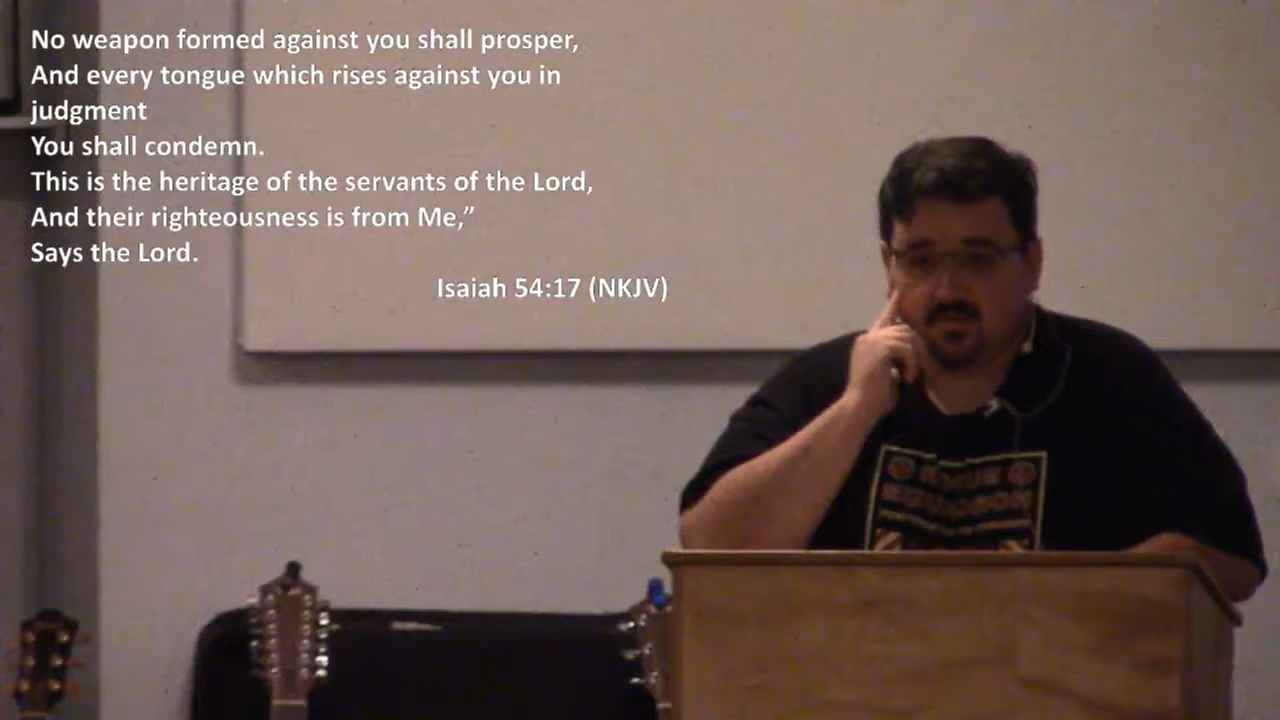 No weapon formed against you shall prosper,
And every tongue which rises against you in
judgment
You shall condemn.
This is the heritage of the servants of the Lord,
And their righteousness is from Me,”
Says the Lord.
Isaiah 54:17 (NKJV)
ROGUE
SQUADRON